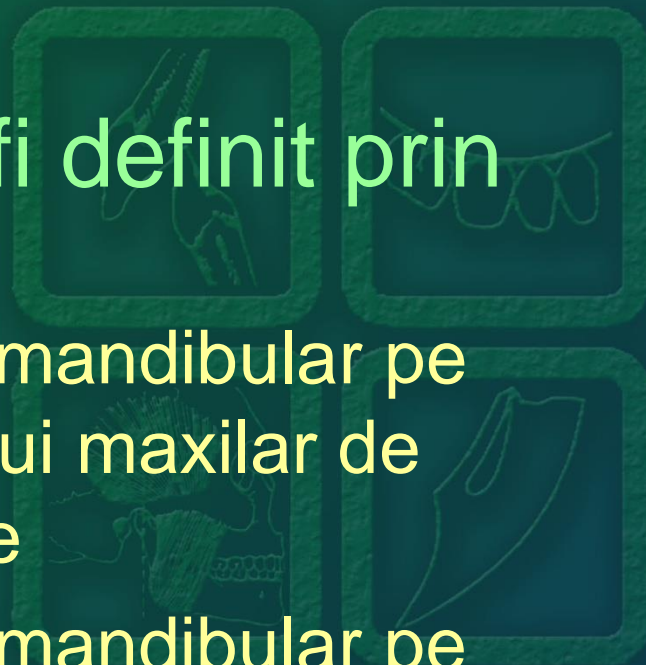 fi definit prin
mandibular pe
ui maxilar de
e
mandibular pe